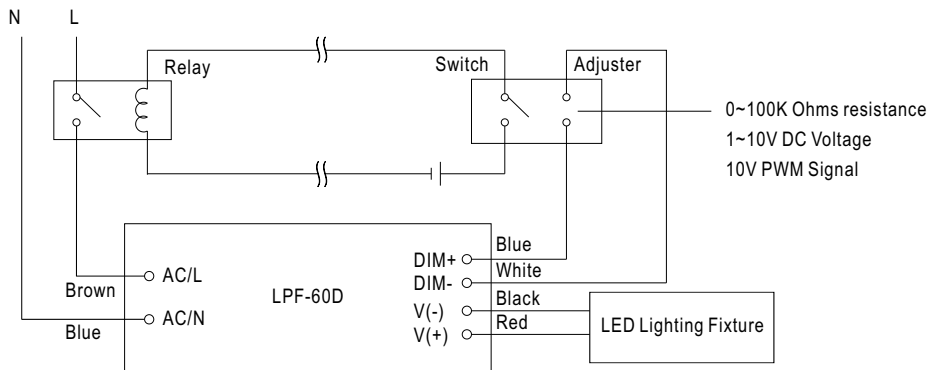 N
L
Relay
Switch
Adjuster
0~100K Ohms resistance
1~10V DC Voltage
10V PWM Signal
Blue
DIM+
White
DIM-
Black
V(-)
Red
V(+)
AC/L
Brown
LPF-60D
AC/N
Blue
LED Lighting Fixture